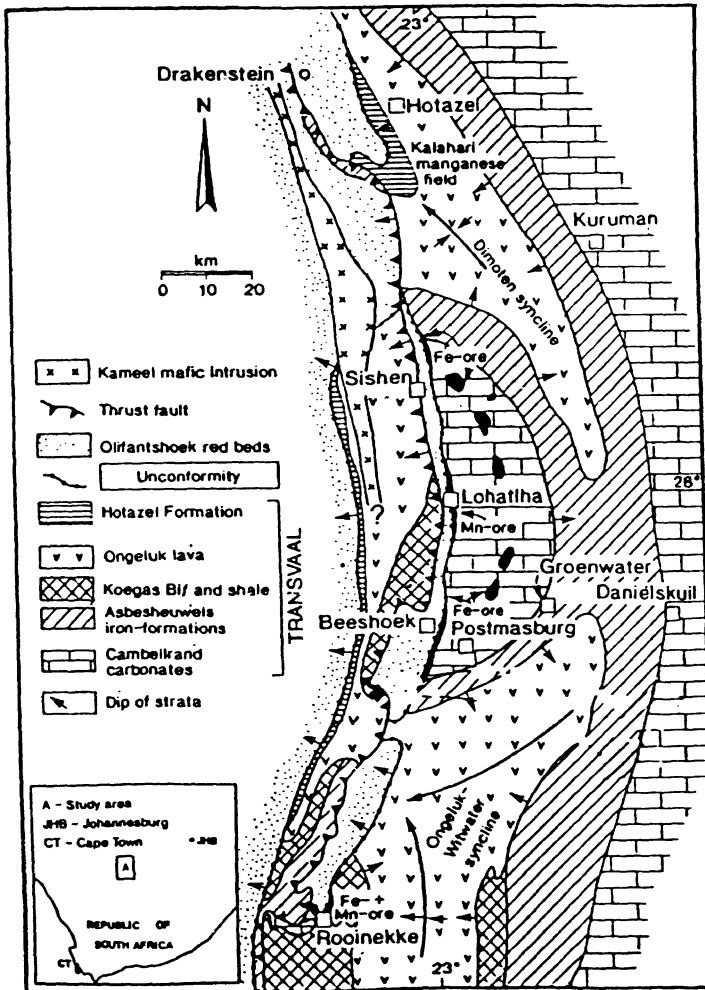 23°
Drakenstein
N
Hotazel
Kalahari
manganese
field
Kuruman
km
0 10 20
Dimoten syncline
Fe-ore
Kameel mafic Intrusion
Sishen
Thrust fault
Olifantshoek red beds
Unconformity
28°
Hotazel Formation
Lohatlha
?
Mn-ore
Ongeluk lava
TRANSVAAL
Groenwater
Koegas Bif and shale
Daniëlskuil
Asbesheuwels
iron-formations
Fe-ore
Beeshoek
Postmasburg
Cambellrand
carbonates
Dip of strata
A - Study area
JHB - Johannesburg
CT - Cape Town
JHB
A
Ongeluk-
Witwater
syncline
REPUBLIC OF
SOUTH AFRICA
CT
Fe- +
Mn-ore
Rooinekke
23°